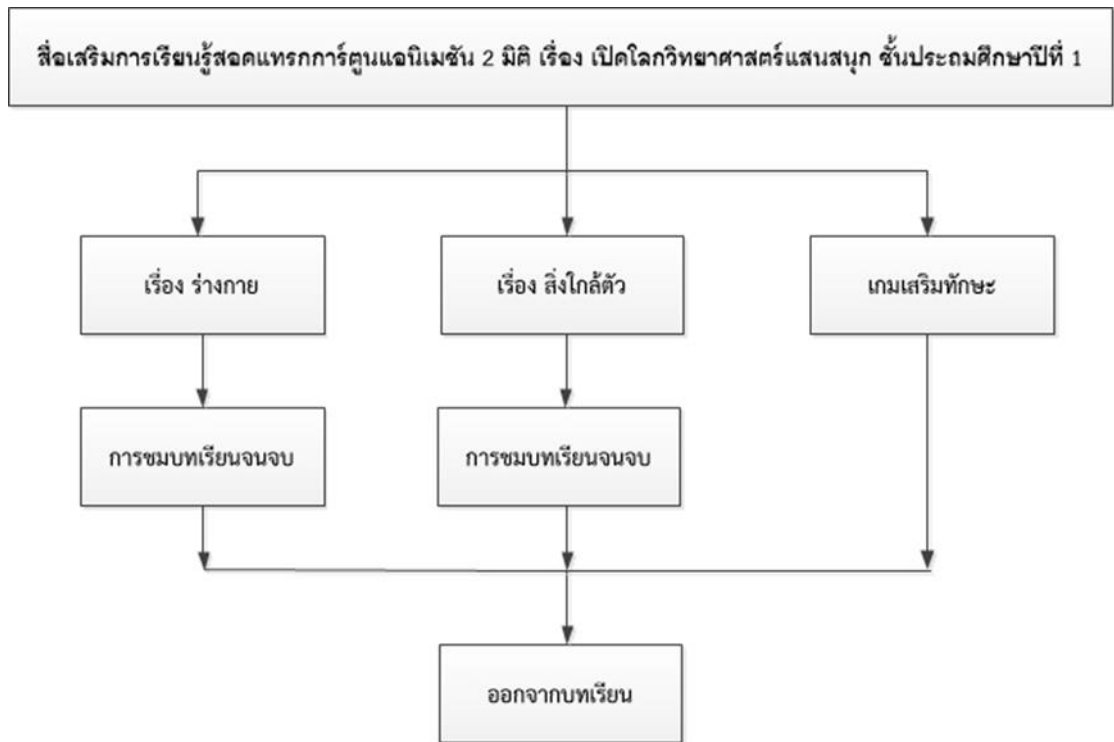 สื่อเสริมการเรียนรู้สอดแทรกการ์ตูนแอนิเมชัน 2 มิติ เรื่อง เปิดโลกวิทยาศาสตร์แสนสนุก ชั้นประถมศึกษาปีที่ 1
เรื่อง ร่างกาย
เรื่อง สิ่งใกล้ตัว
เกมเสริมทักษะ
การชมบทเรียนจนจบ
การชมบทเรียนจนจบ
ออกจากบทเรียน